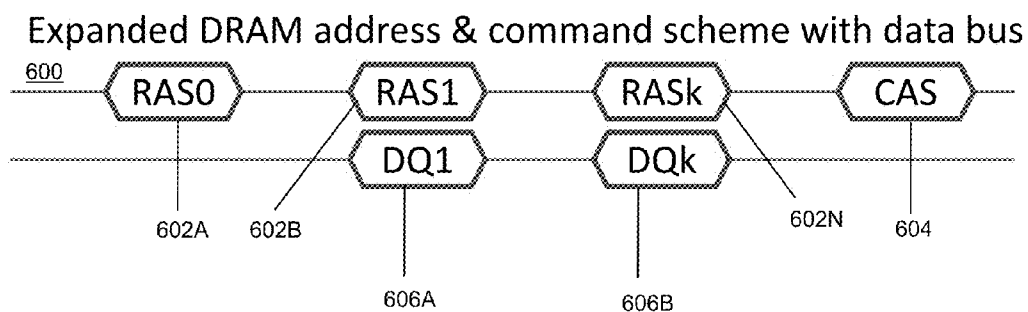 Expanded DRAM address & command scheme with data bus
600
RAS0 RAS1 RASk CAS
DQ1 DQk
602A 602B 602N 604
606A 606B